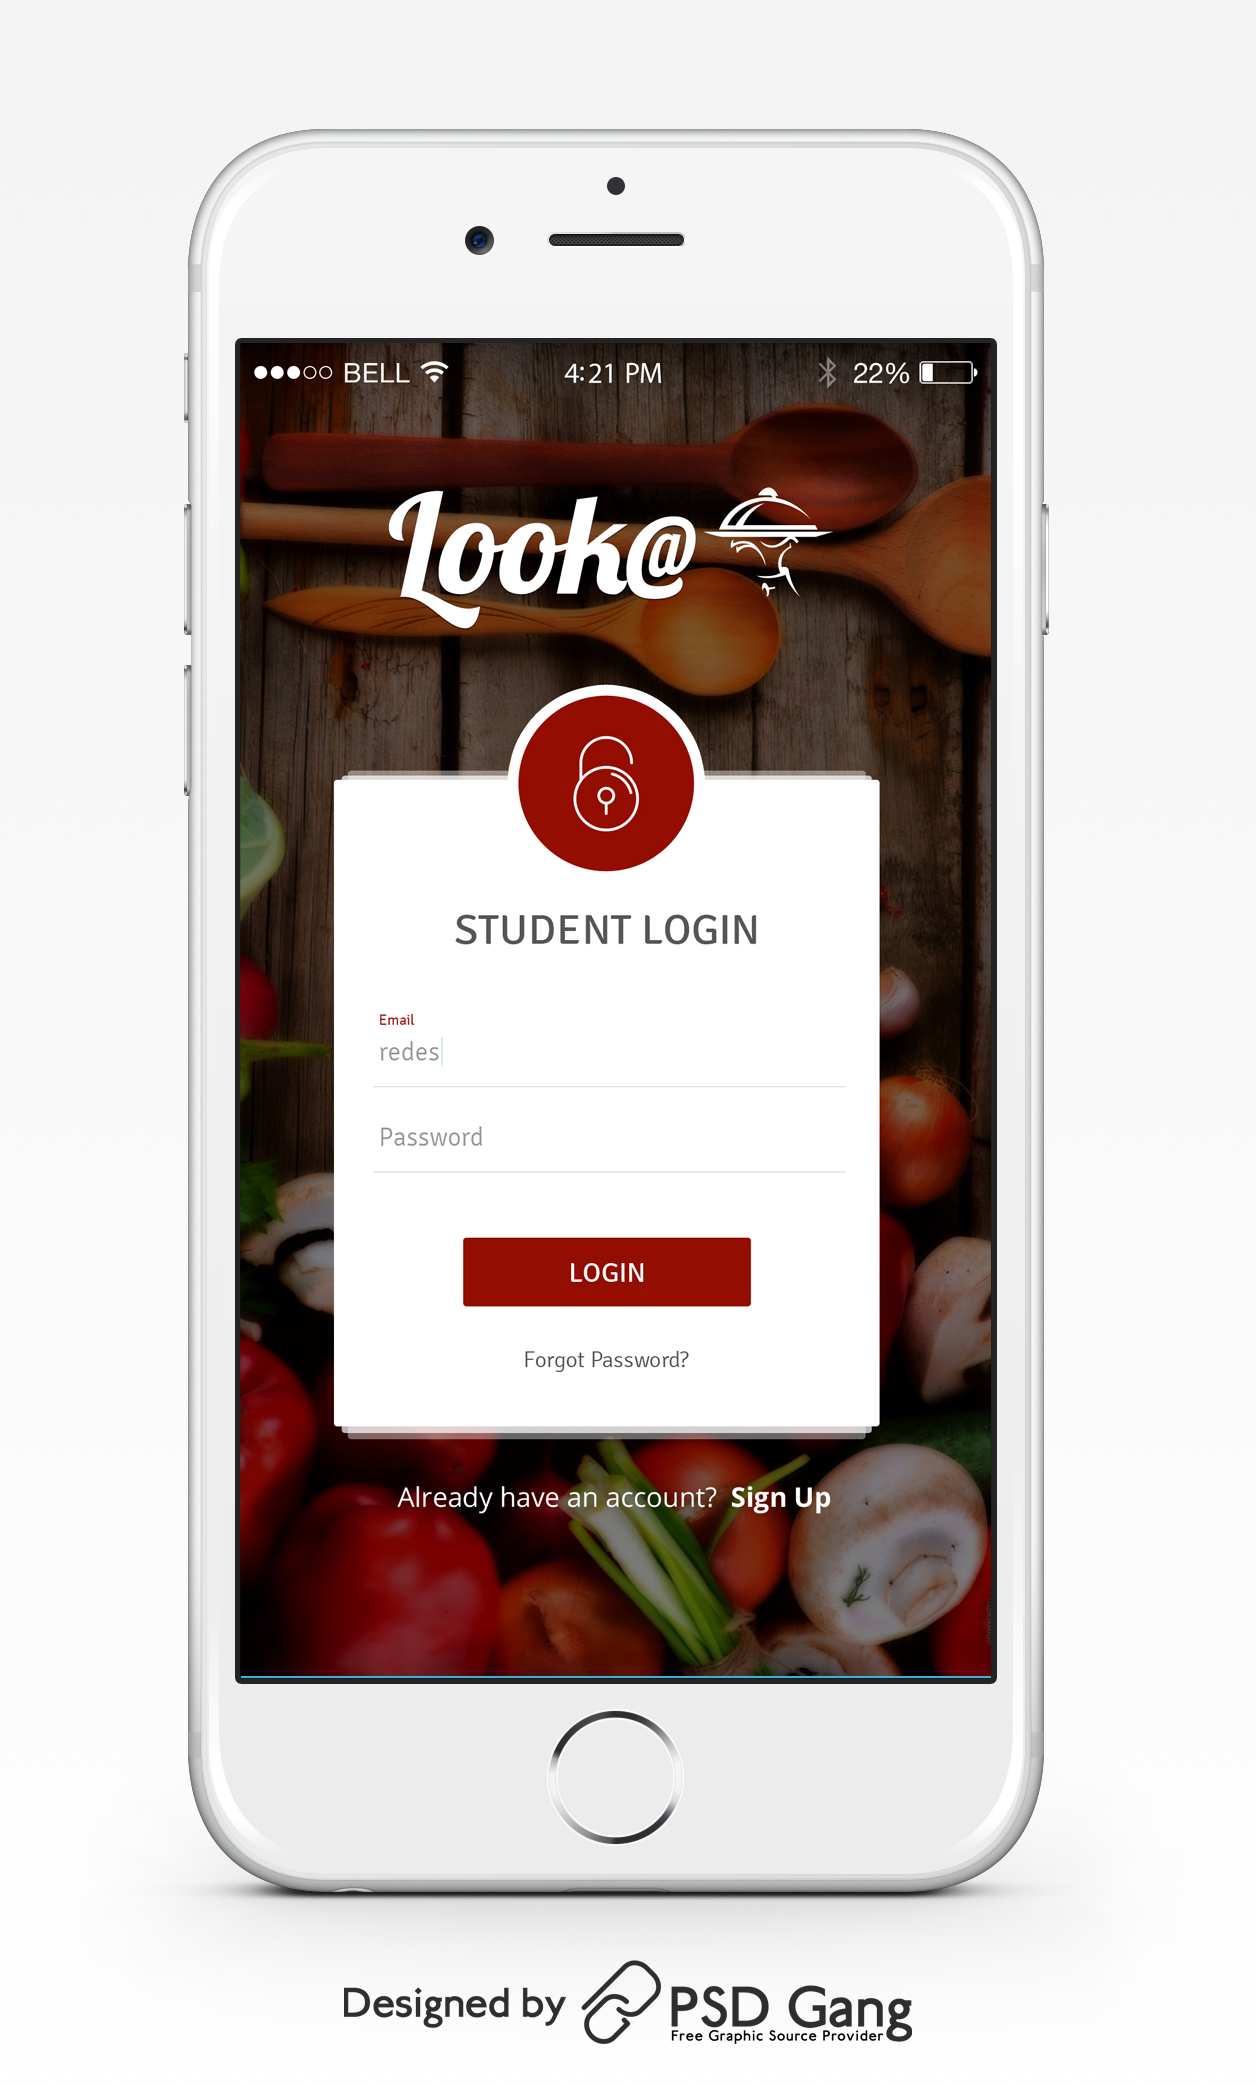 BELL 4:21 PM 22%
Look@
STUDENT LOGIN
Email
redes
Password
LOGIN
Forgot Password?
Already have an account? Sign Up
Designed by PSD Gang
Free Graphic Source Provider